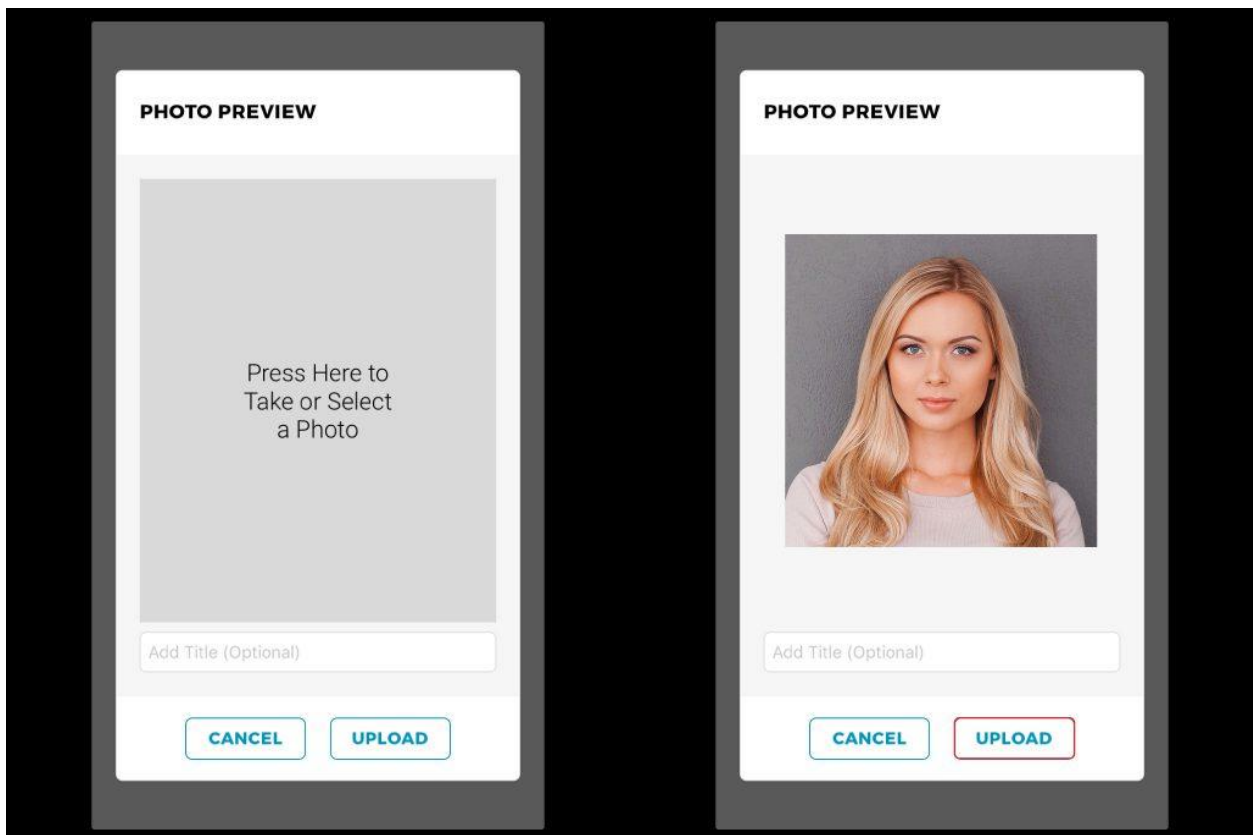 PHOTO PREVIEW
Press Here to
Take or Select
a Photo
Add Title (Optional)
CANCEL UPLOAD
PHOTO PREVIEW
Add Title (Optional)
CANCEL UPLOAD